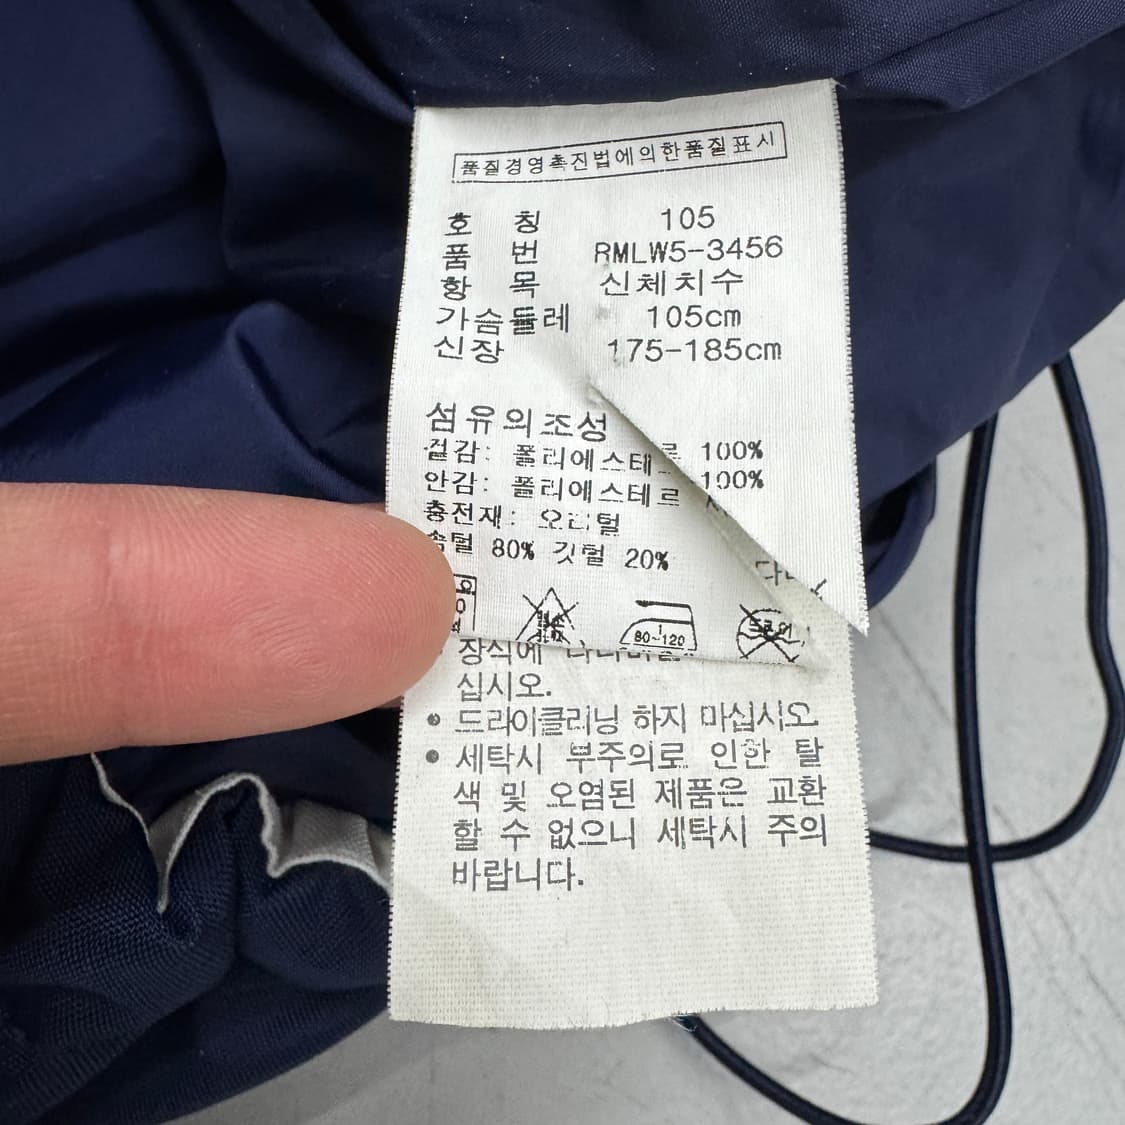 품질경영촉진법에의한품질표시
호 칭 105
품 번 RMLW5-3456
항 목 신체치수
가슴둘레 105cm
신장 175-185cm
섬유의조성
겉감: 폴리에스테르 100%
안감: 폴리에스테르 100%
충전재: 오리털
솜털 80% 깃털 20%
80~120
드라이
장식에
십시오.
● 드라이클리닝 하지 마십시오.
● 세탁시 부주의로 인한 탈
색 및 오염된 제품은 교환
할 수 없으니 세탁시 주의
바랍니다.